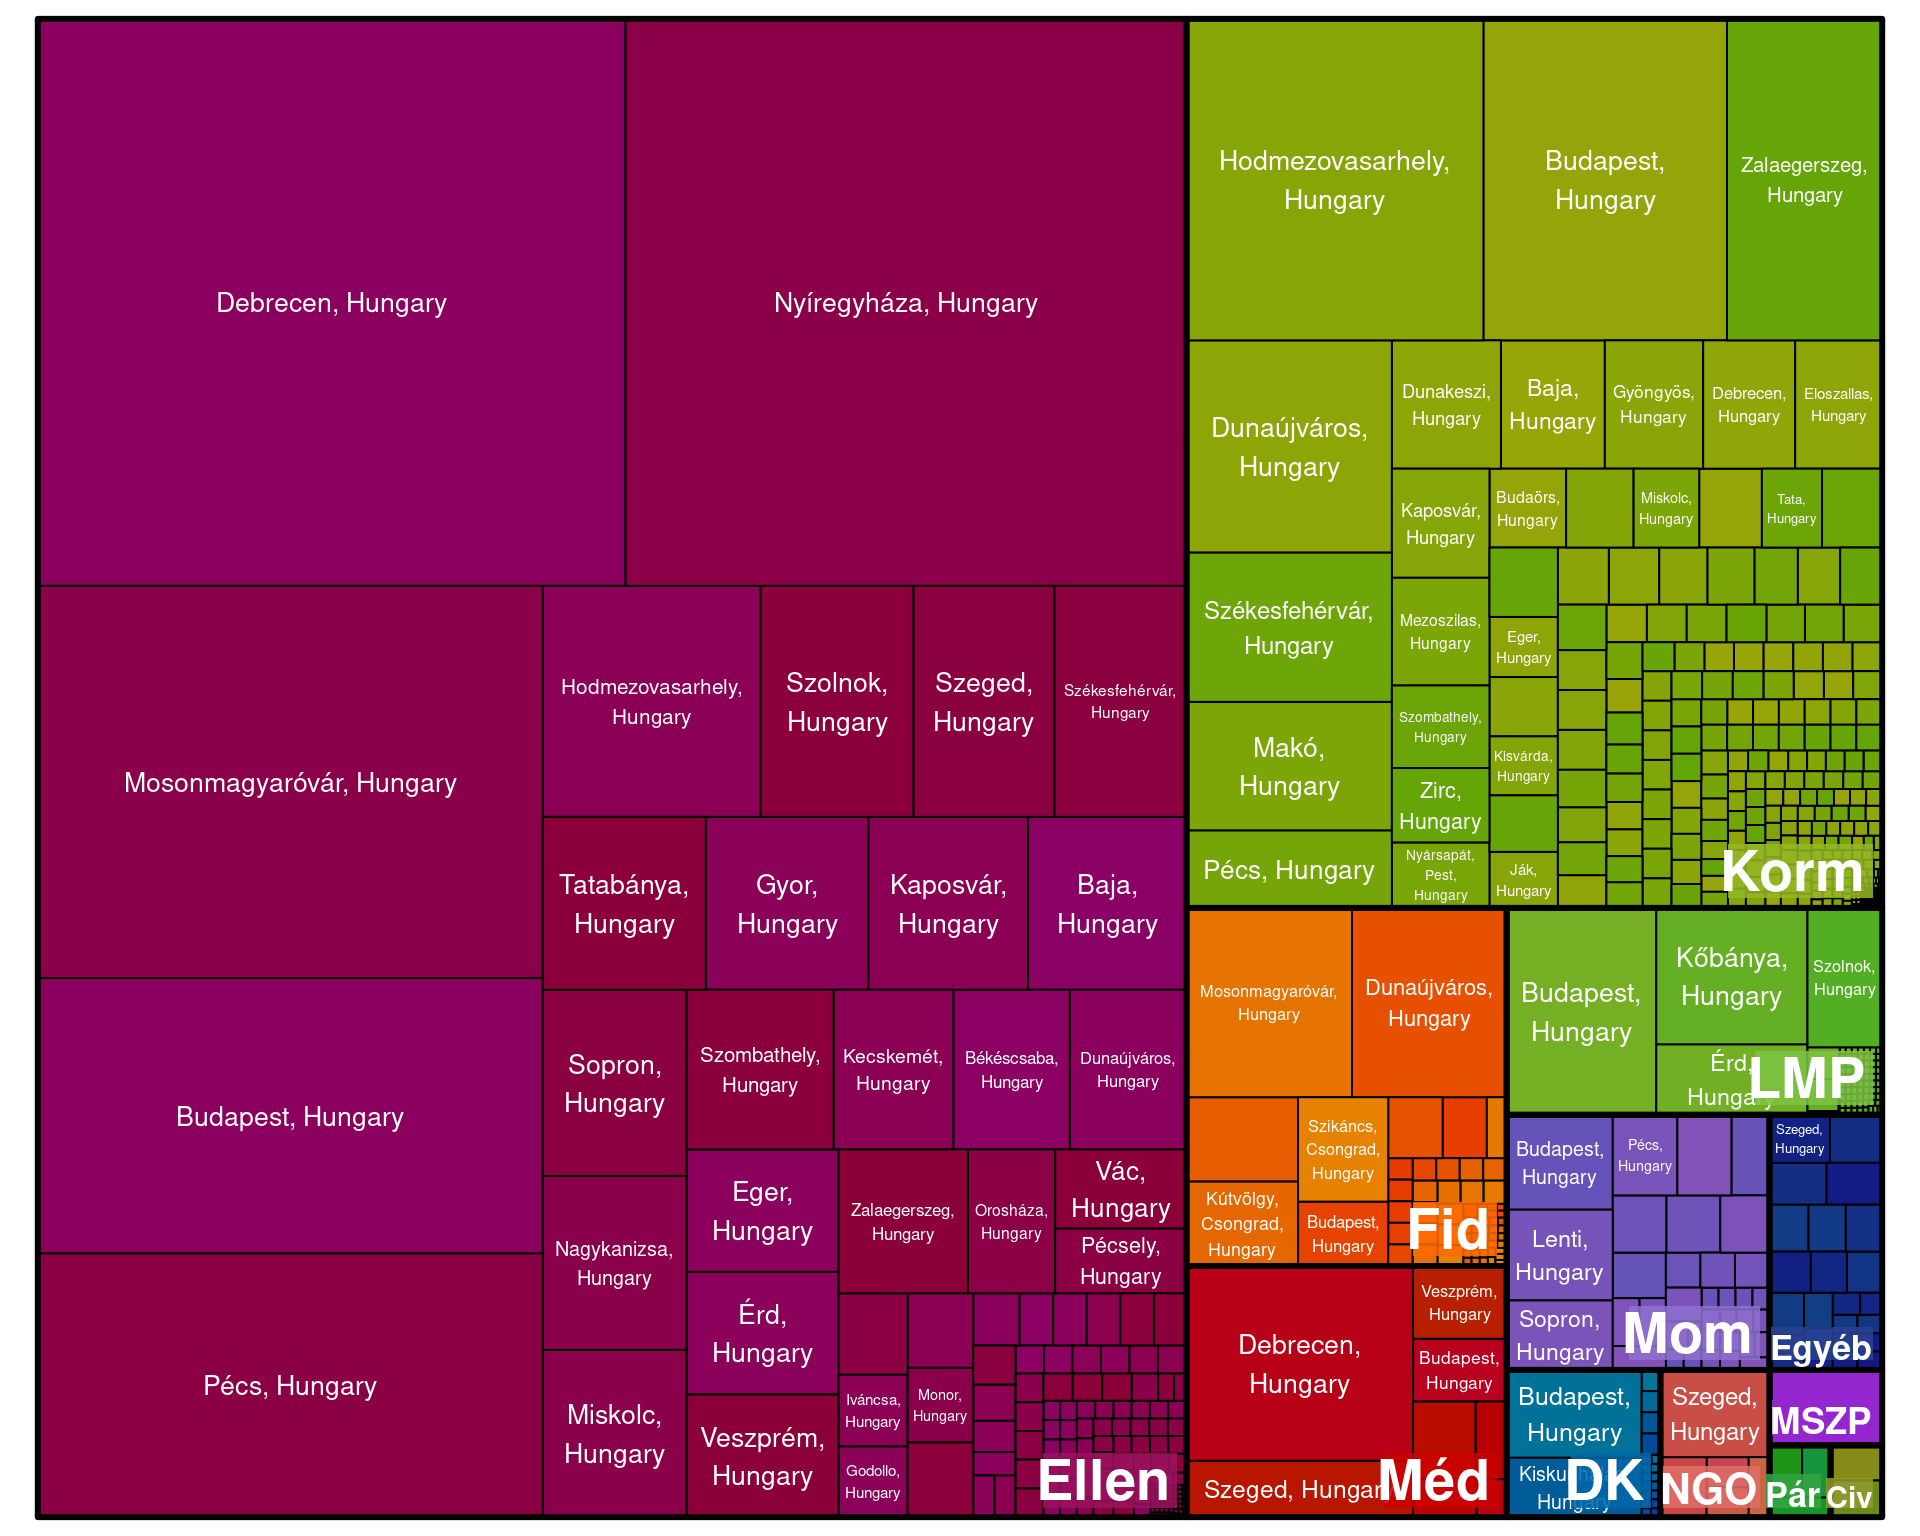 Debrecen, Hungary
Nyíregyháza, Hungary
Mosonmagyaróvár, Hungary
Budapest, Hungary
Pécs, Hungary
Hodmezovasarhely,
Hungary
Szolnok,
Hungary
Szeged,
Hungary
Székesfehérvár,
Hungary
Tatabánya,
Hungary
Gyor,
Hungary
Kaposvár,
Hungary
Baja,
Hungary
Sopron,
Hungary
Nagykanizsa,
Hungary
Miskolc,
Hungary
Szombathely,
Hungary
Kecskemét,
Hungary
Békéscsaba,
Hungary
Dunaújváros,
Hungary
Eger,
Hungary
Érd,
Hungary
Veszprém,
Hungary
Zalaegerszeg,
Hungary
Orosháza,
Hungary
Vác,
Hungary
Pécsely,
Hungary
Iváncsa,
Hungary
Monor,
Hungary
Godollo,
Hungary
Ellen
Hodmezovasarhely,
Hungary
Budapest,
Hungary
Zalaegerszeg,
Hungary
Dunaújváros,
Hungary
Dunakeszi,
Hungary
Baja,
Hungary
Gyöngyös,
Hungary
Debrecen,
Hungary
Eloszallas,
Hungary
Székesfehérvár,
Hungary
Makó,
Hungary
Pécs, Hungary
Kaposvár,
Hungary
Mezoszilas,
Hungary
Szombathely,
Hungary
Zirc,
Hungary
Nyársapát,
Pest,
Hungary
Budaörs,
Hungary
Miskolc,
Hungary
Tata,
Hungary
Eger,
Hungary
Kisvárda,
Hungary
Ják,
Hungary
Korm
Mosonmagyaróvár,
Hungary
Dunaújváros,
Hungary
Szikáncs,
Csongrad,
Hungary
Kútvölgy,
Csongrad,
Hungary
Budapest,
Hungary
Fid
Budapest,
Hungary
Kőbánya,
Hungary
Szolnok,
Hungary
Érd,
Hungary
LMP
Debrecen,
Hungary
Veszprém,
Hungary
Budapest,
Hungary
Szeged, Hungary
Méd
Budapest,
Hungary
Pécs,
Hungary
Lenti,
Hungary
Sopron,
Hungary
Mom
Szeged,
Hungary
Egyéb
Budapest,
Hungary
Hungary
DK
Szeged,
Hungary
NGO
MSZP
Pár
Civ